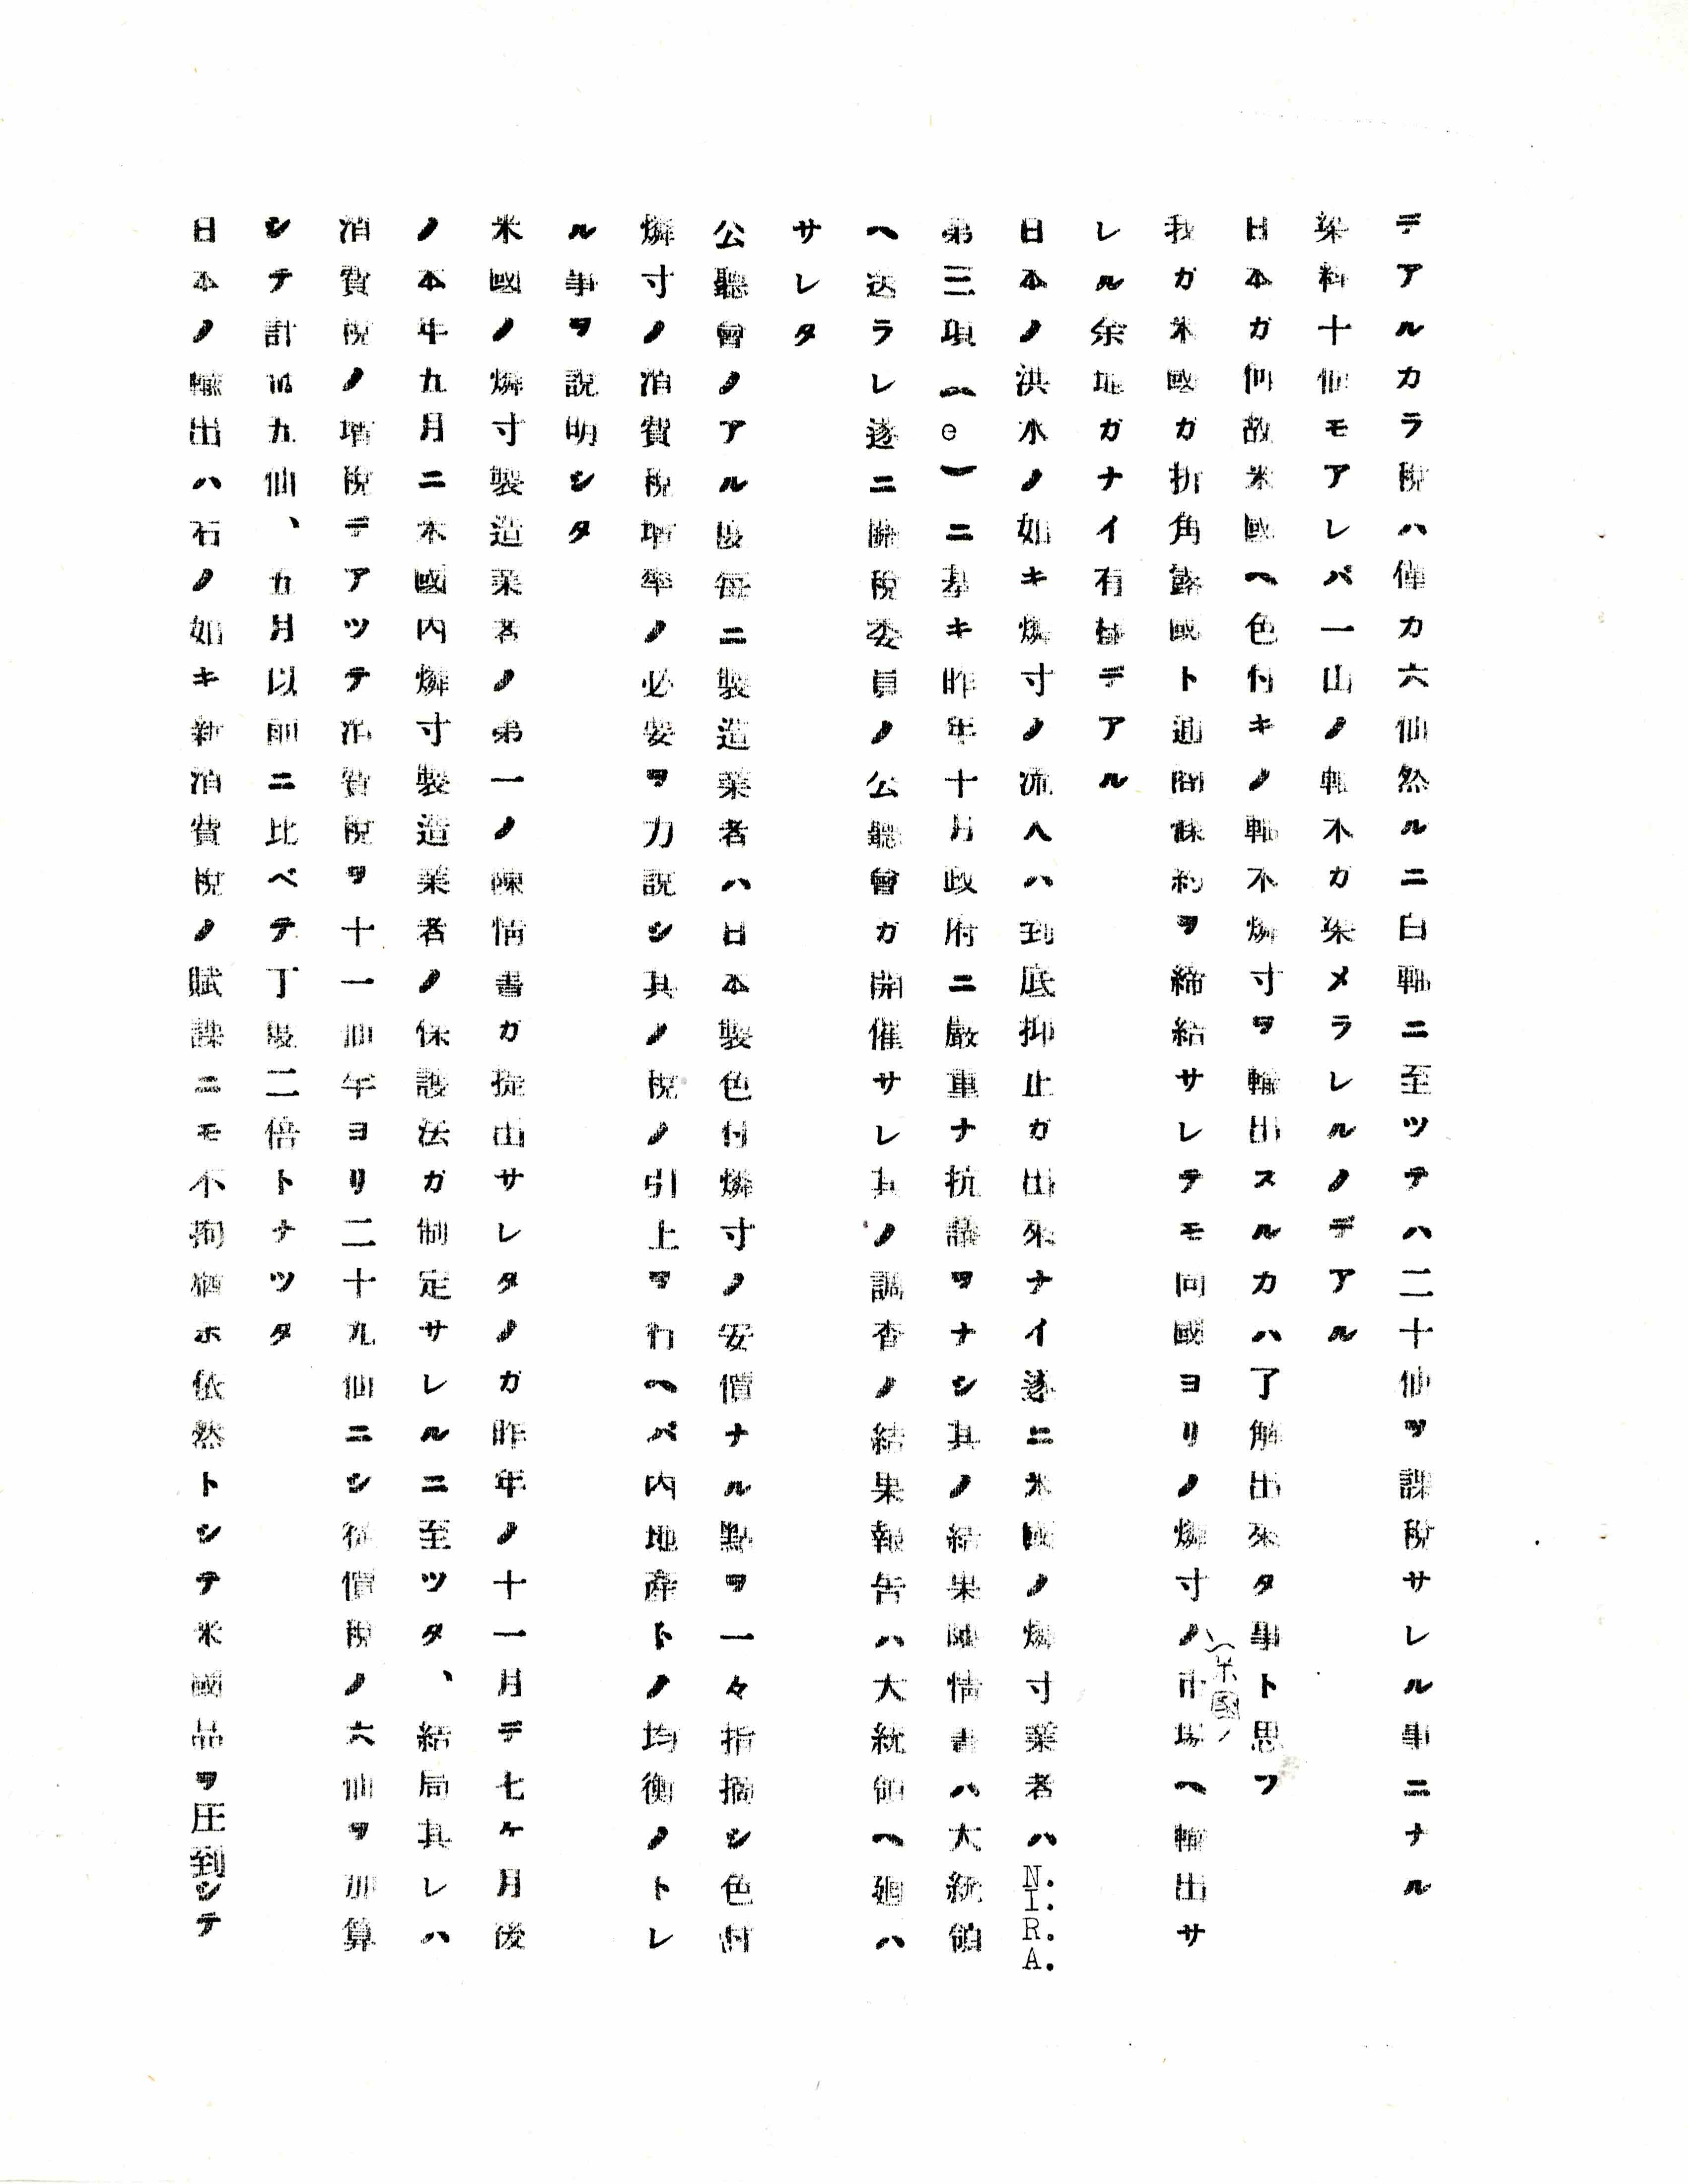 デアルカラ税ハ僅カ六仙然ルニ白軸ニ至ツテハ二十仙ヲ課税サレル事ニナル
染料十仙モアレバ一山ノ軸木ガ染メラレルノデアル
日本ガ何故米國ヘ色付キノ軸木燐寸ヲ輸出スルカハ了解出來タ事ト思フ
我ガ米國ガ折角露國ト通商條約ヲ締結サレテモ同國ヨリノ燐寸ハ(米國ノ)市場ヘ輸出サ
レル余地ガナイ有樣デアル
日本ノ洪水ノ如キ燐寸ノ流入ハ到底抑止ガ出來ナイ遂ニ米國ノ燐寸業者ハN.I.R.A.
弟三項(e)ニ基キ昨年十月政府ニ嚴重ナ抗議ヲナシ其ノ結果陳情書ハ大統領
ヘ送ラレ遂ニ關税委員ノ公聽會ガ開催サレ其ノ調査ノ結果報告ハ大統領ヘ廻ハ
サレタ
公聽會ノアル度毎ニ製造業者ハ日本製色付燐寸ノ安價ナル點ヲ一々指摘シ色付
燐寸ノ消費税増率ノ必要ヲ力説シ其ノ税ノ引上ヲ行ヘバ内地産トノ均衡ノトレ
ル事ヲ説明シタ
米國ノ燐寸製造業者ノ弟一ノ陳情書ガ提出サレタノガ昨年ノ十一月デ七ケ月後
ノ本年九月ニ米國内燐寸製造業者ノ保護法ガ制定サレルニ至ツタ、結局其レハ
消費税ノ増税デアツテ消費税ヲ十一仙半ヨリ二十九仙ニシ從價税ノ六仙ヲ加算
シテ計卅九仙、五月以前ニ比ベテ丁度二倍トナツタ
日本ノ輸出ハ右ノ如キ新消費税ノ賦課ニモ不拘猶ホ依然トシテ米國品ヲ圧到シテ